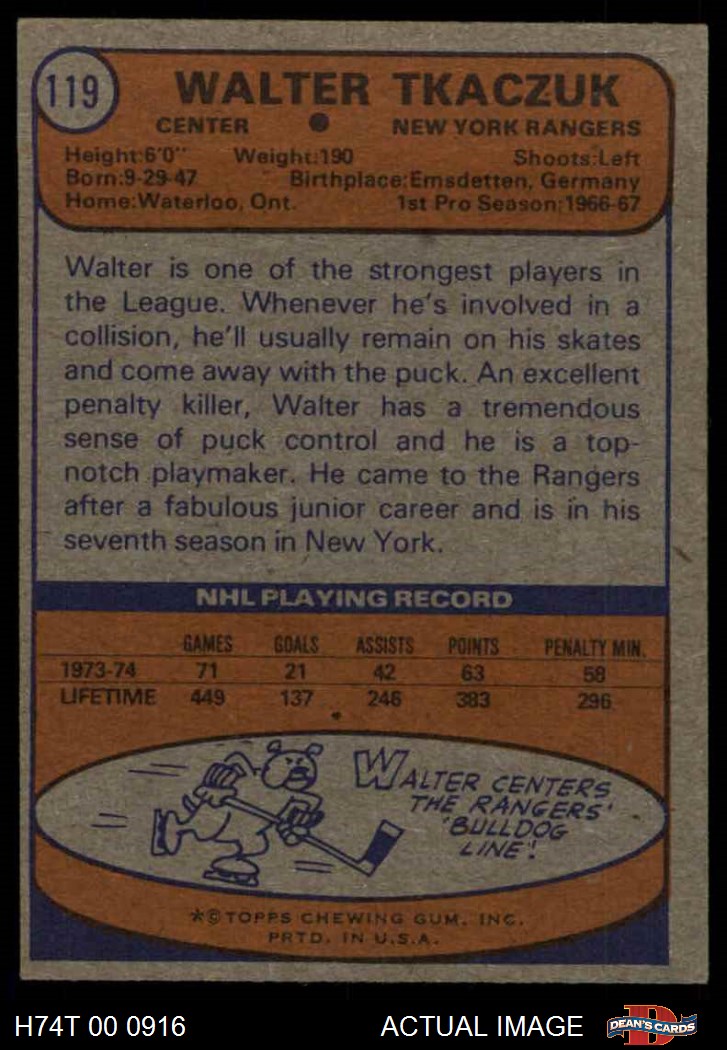 119
WALTER TKACZUK
CENTER ● NEW YORK RANGERS
Height:6'0" Weight:190 Shoots:Left
Born:9-29-47 Birthplace:Emsdetten, Germany
Home:Waterloo, Ont. 1st Pro Season:1966-67
Walter is one of the strongest players in
the League. Whenever he's involved in a
collision, he'll usually remain on his skates
and come away with the puck. An excellent
penalty killer, Walter has a tremendous
sense of puck control and he is a top-
notch playmaker. He came to the Rangers
after a fabulous junior career and is in his
seventh season in New York.
NHL PLAYING RECORD
GAMES GOALS ASSISTS POINTS PENALTY MIN.
1973-74 71 21 42 63 58
LIFETIME 449 137 246 383 296
WALTER CENTERS
THE RANGERS'
'BULLDOG
LINE'!
*©TOPPS CHEWING GUM, INC.
PRTD. IN U.S.A.
H74T 00 0916 ACTUAL IMAGE D DEAN'S CARDS